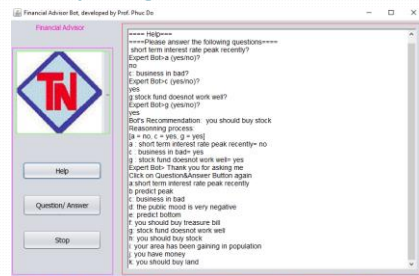 Financial Advisor Bot, developed by Prof. Phuc Do
Financial Advisor
TN
Help
Question/ Answer
Stop
==== Help===
====Please answer the following questions====
short term interest rate peak recently?
Expert Bot>a (yes/no)?
no
c: business in bad?
Expert Bot>c (yes/no)?
yes
g:stock fund doesnot work well?
Expert Bot>g (yes/no)?
yes
Bot's Recommendation: you should buy stock
Reasonning process:
[a = no, c = yes, g = yes]
a : short term interest rate peak recently= no
c : business in bad= yes
g : stock fund doesnot work well= yes
Expert Bot> Thank you for asking me
Click on Question&Answer Button again
a:short term interest rate peak recently
b:predict peak
c: business in bad
d: the public mood is very negative
e: predict bottom
f: you should buy treasure bill
g: stock fund doesnot work well
h: you should buy stock
i: your area has been gaining in population
j: you have money
k: you should buy land